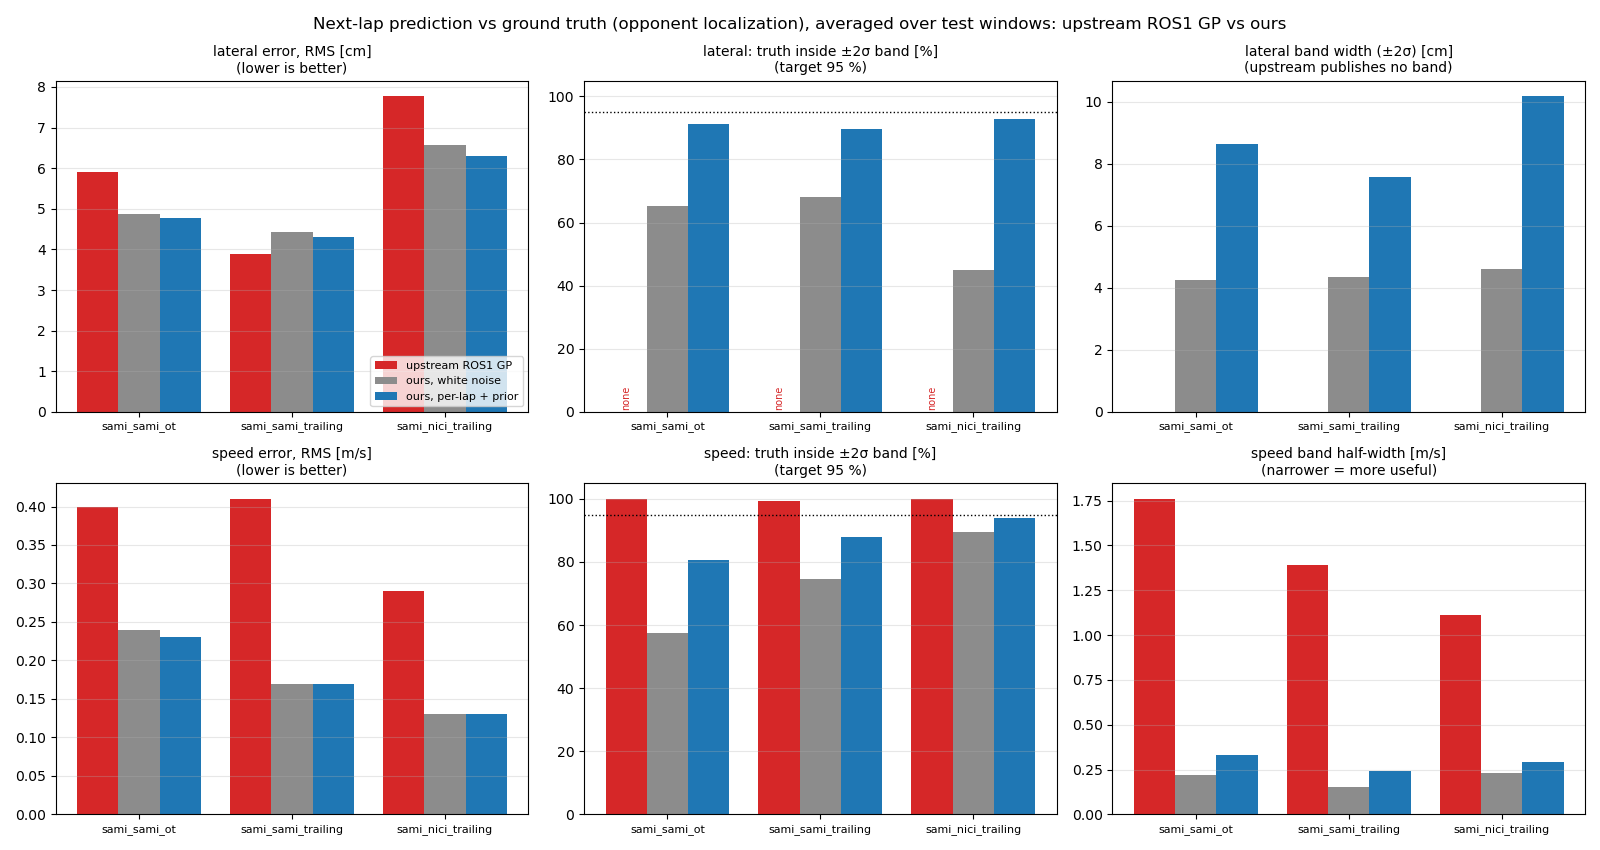 Next-lap prediction vs ground truth (opponent localization), averaged over test windows: upstream ROS1 GP vs ours
lateral error, RMS [cm]
(lower is better)
8
7
6
5
4
3
2
1
0
upstream ROS1 GP
ours, white noise
ours, per-lap + prior
sami_sami_ot
sami_sami_trailing
sami_nici_trailing
lateral: truth inside ±2σ band [%]
(target 95 %)
100
80
60
40
20
0
none
none
none
sami_sami_ot
sami_sami_trailing
sami_nici_trailing
lateral band width (±2σ) [cm]
(upstream publishes no band)
10
8
6
4
2
0
sami_sami_ot
sami_sami_trailing
sami_nici_trailing
speed error, RMS [m/s]
(lower is better)
0.40
0.35
0.30
0.25
0.20
0.15
0.10
0.05
0.00
sami_sami_ot
sami_sami_trailing
sami_nici_trailing
speed: truth inside ±2σ band [%]
(target 95 %)
100
80
60
40
20
0
sami_sami_ot
sami_sami_trailing
sami_nici_trailing
speed band half-width [m/s]
(narrower = more useful)
1.75
1.50
1.25
1.00
0.75
0.50
0.25
0.00
sami_sami_ot
sami_sami_trailing
sami_nici_trailing